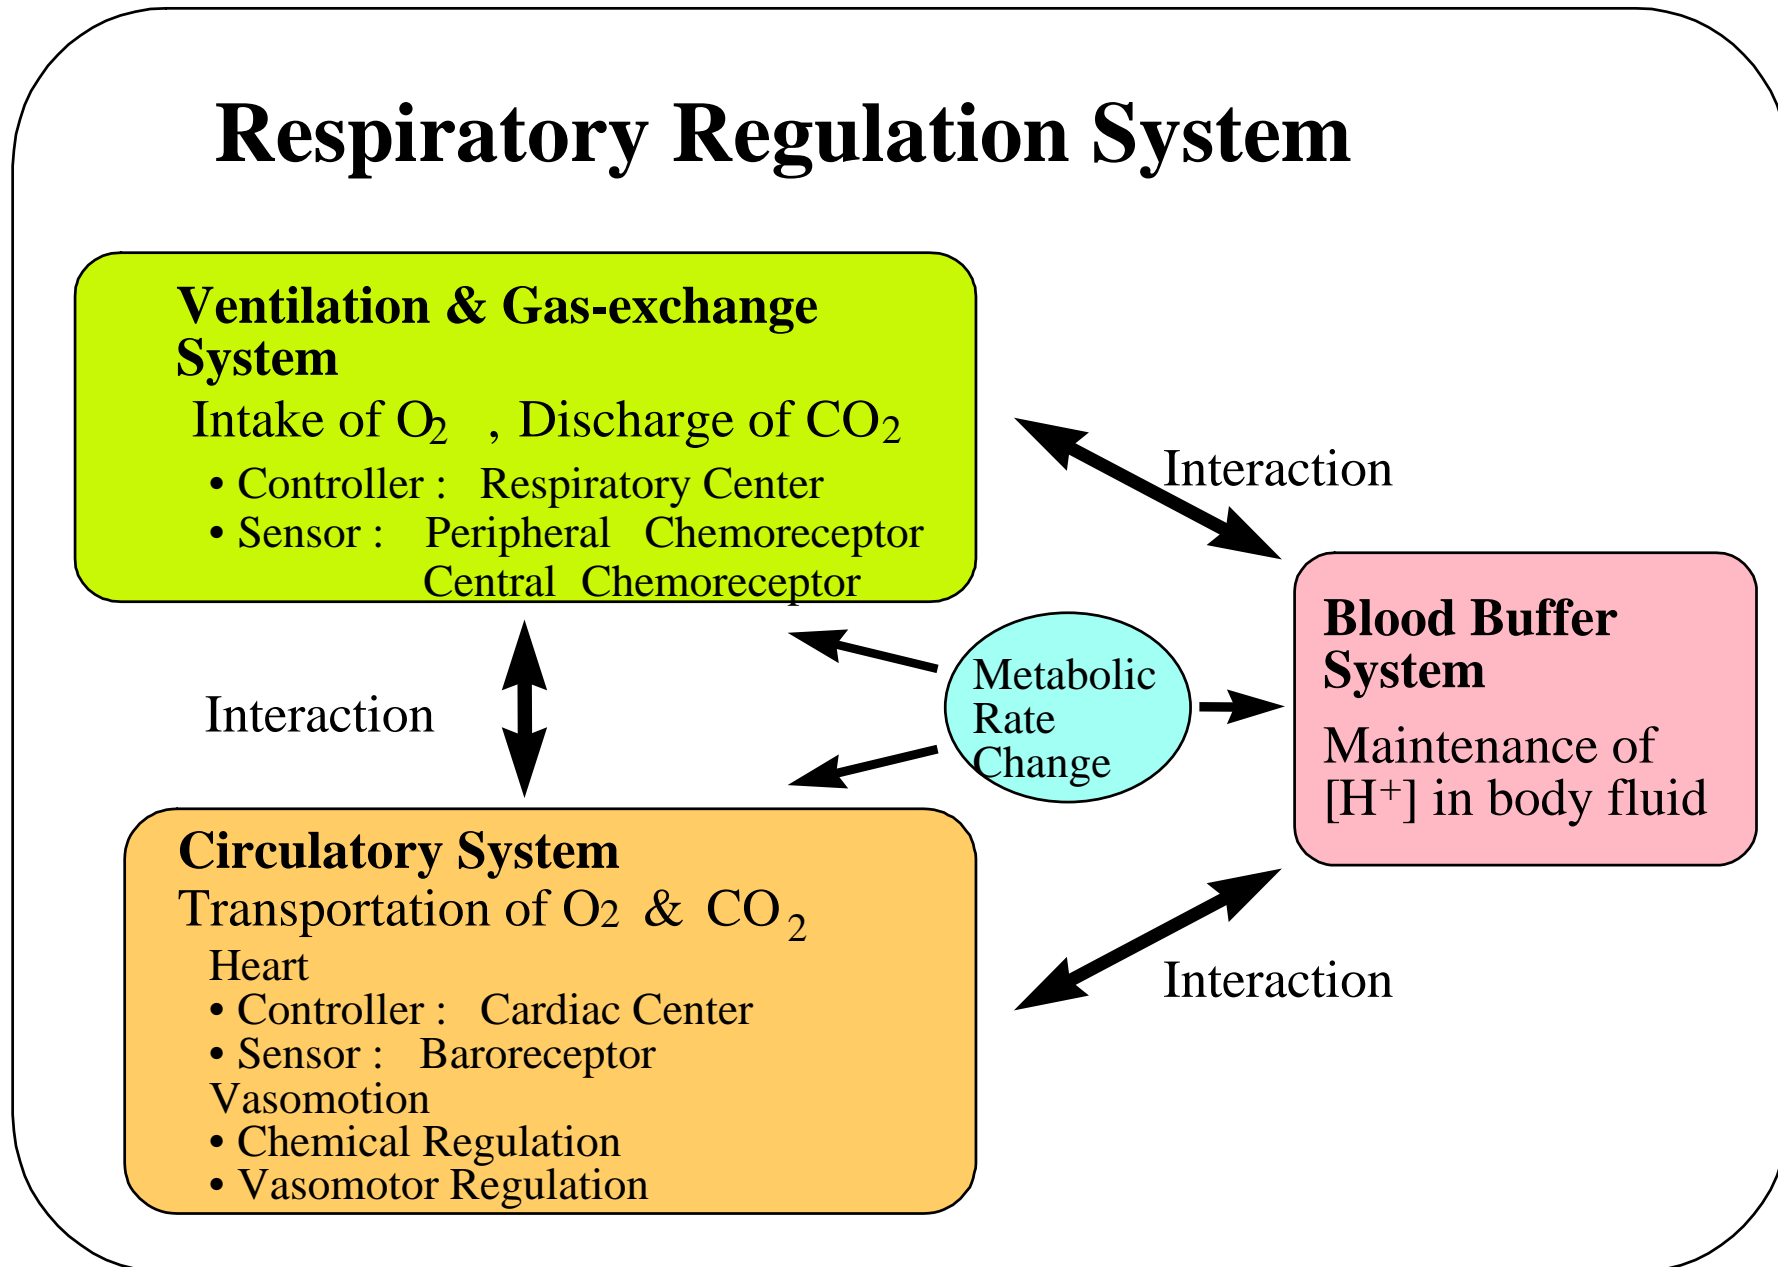 Respiratory Regulation System
Ventilation & Gas-exchange
System
Intake of O₂ , Discharge of CO₂
• Controller : Respiratory Center
• Sensor : Peripheral Chemoreceptor
Central Chemoreceptor
Interaction
Interaction
Metabolic
Rate
Change
Blood Buffer
System
Maintenance of
[H⁺] in body fluid
Circulatory System
Transportation of O₂ & CO₂
Heart
• Controller : Cardiac Center
• Sensor : Baroreceptor
Vasomotion
• Chemical Regulation
• Vasomotor Regulation
Interaction